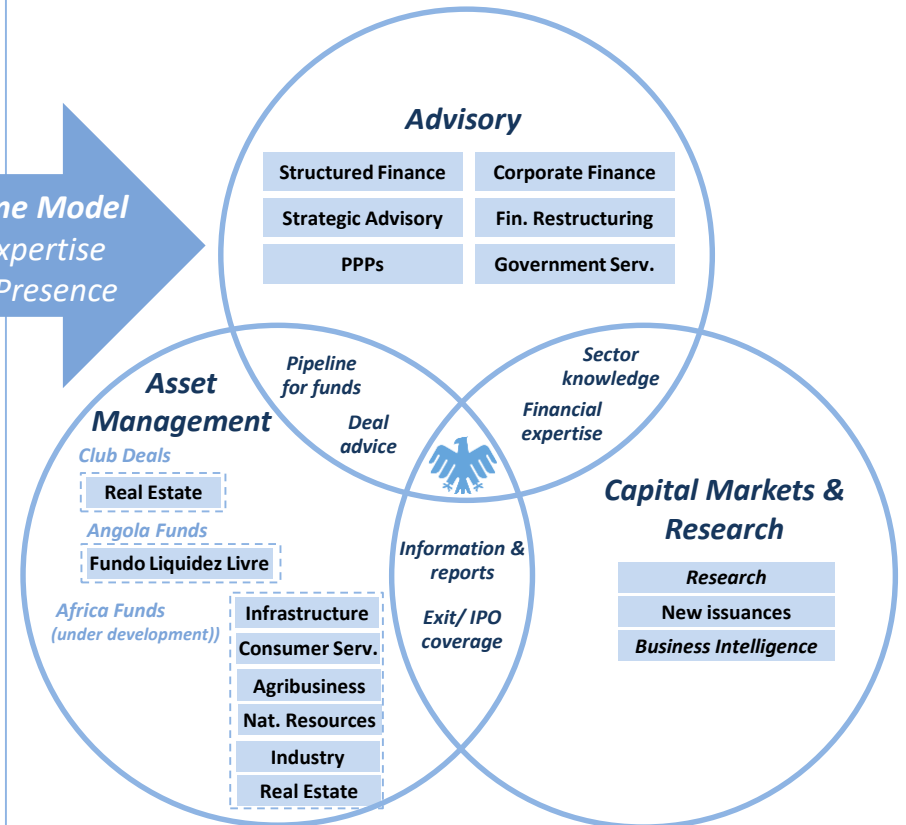 Advisory
Structured Finance
Corporate Finance
Strategic Advisory
Fin. Restructuring
PPPs
Government Serv.
Model
Presence
Pipeline
for funds
Deal
advice
Sector
knowledge
Financial
expertise
Asset
Management
Club Deals
Real Estate
Angola Funds
Fundo Liquidez Livre
Africa Funds
(under development))
Infrastructure
Consumer Serv.
Agribusiness
Nat. Resources
Industry
Real Estate
Information &
reports
Exit/ IPO
coverage
Capital Markets &
Research
Research
New issuances
Business Intelligence